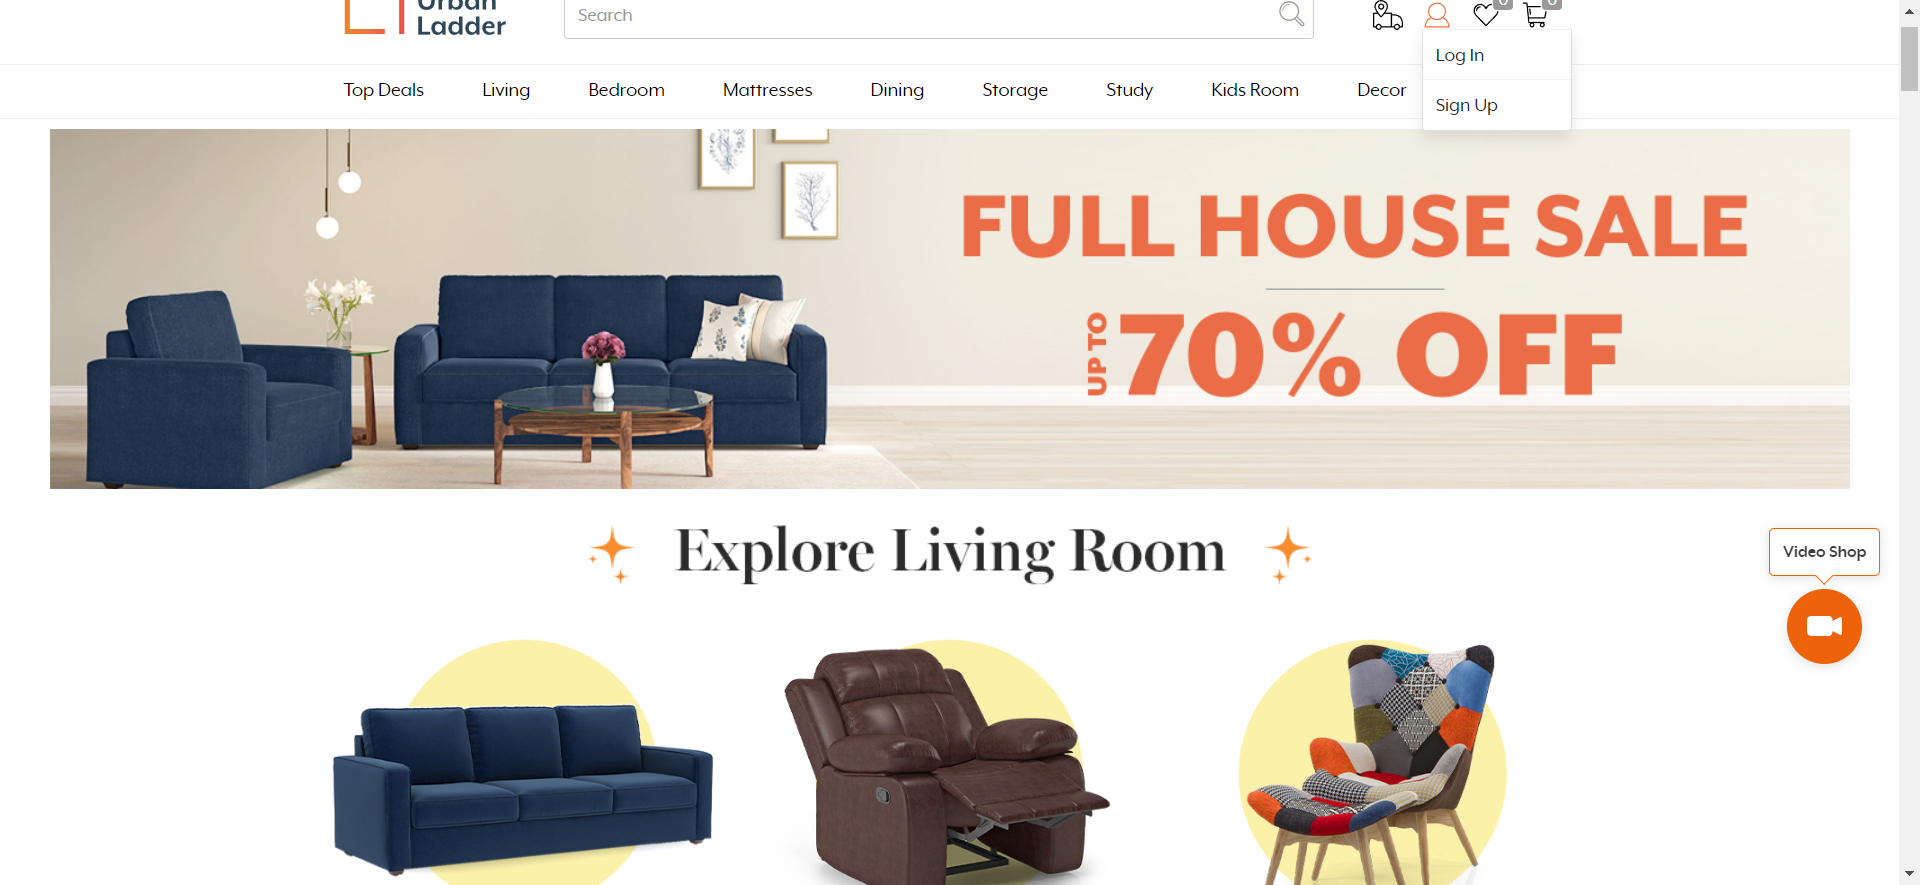 Urban
Ladder
Search
0
0
Log In
Sign Up
Top Deals
Living
Bedroom
Mattresses
Dining
Storage
Study
Kids Room
Decor
FULL HOUSE SALE
UP TO 70% OFF
Explore Living Room
Video Shop